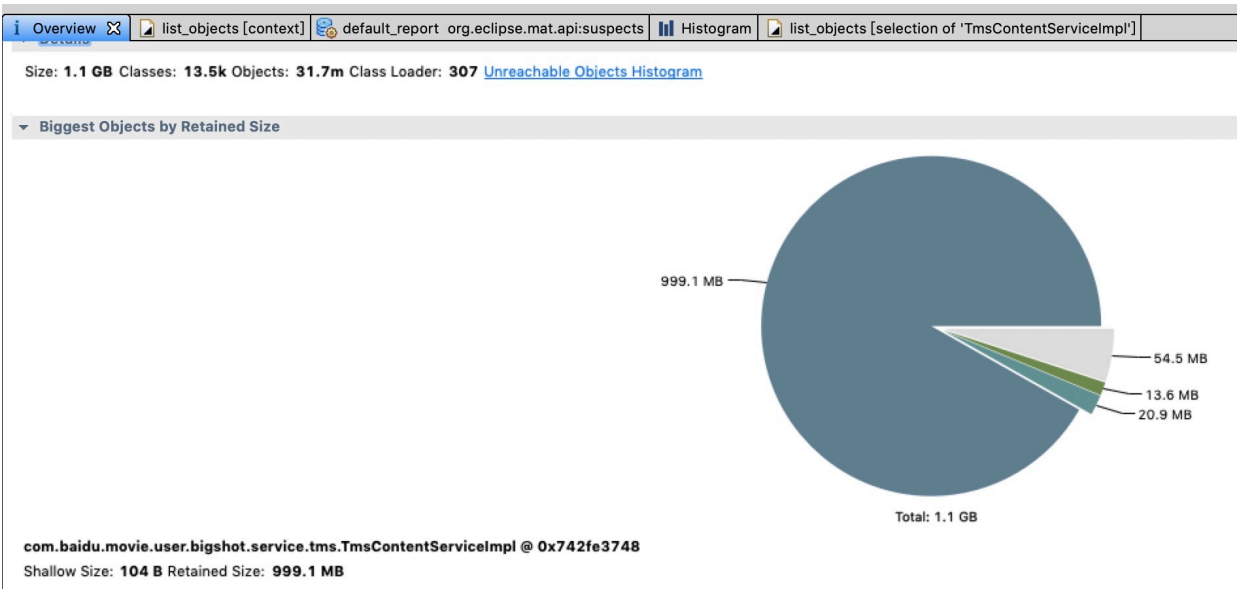 Overview
list_objects [context]
default_report org.eclipse.mat.api:suspects
Histogram
list_objects [selection of 'TmsContentServiceImpl']
Details
Size: 1.1 GB Classes: 13.5k Objects: 31.7m Class Loader: 307 Unreachable Objects Histogram
Biggest Objects by Retained Size
999.1 MB
54.5 MB
13.6 MB
20.9 MB
Total: 1.1 GB
com.baidu.movie.user.bigshot.service.tms.TmsContentServiceImpl @ 0x742fe3748
Shallow Size: 104 B Retained Size: 999.1 MB